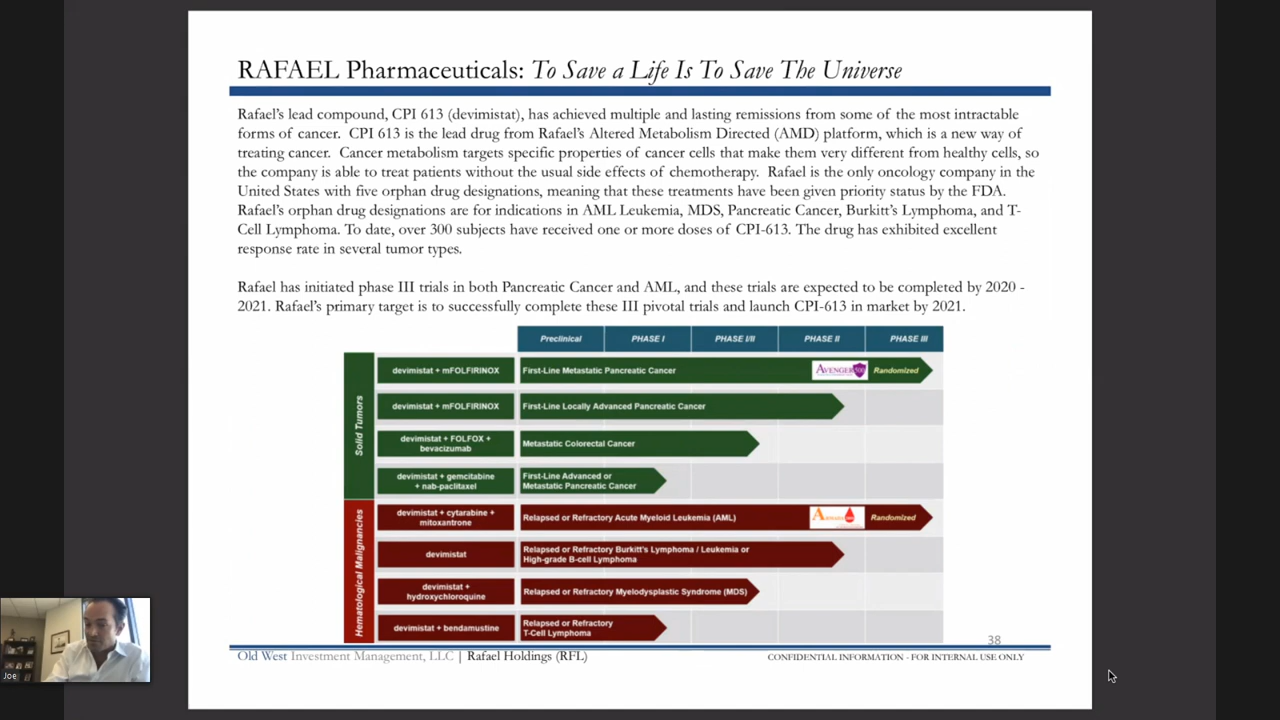 RAFAEL Pharmaceuticals: To Save a Life Is To Save The Universe
Rafael's lead compound, CPI 613 (devimistat), has achieved multiple and lasting remissions from some of the most intractable
forms of cancer. CPI 613 is the lead drug from Rafael's Altered Metabolism Directed (AMD) platform, which is a new way of
treating cancer. Cancer metabolism targets specific properties of cancer cells that make them very different from healthy cells, so
the company is able to treat patients without the usual side effects of chemotherapy. Rafael is the only oncology company in the
United States with five orphan drug designations, meaning that these treatments have been given priority status by the FDA.
Rafael's orphan drug designations are for indications in AML Leukemia, MDS, Pancreatic Cancer, Burkitt's Lymphoma, and T-
Cell Lymphoma. To date, over 300 subjects have received one or more doses of CPI-613. The drug has exhibited excellent
response rate in several tumor types.
Rafael has initiated phase III trials in both Pancreatic Cancer and AML, and these trials are expected to be completed by 2020 -
2021. Rafael's primary target is to successfully complete these III pivotal trials and launch CPI-613 in market by 2021.
Preclinical PHASE I PHASE I/II PHASE II PHASE III
Solid Tumors
devimistat + mFOLFIRINOX
First-Line Metastatic Pancreatic Cancer
AVENGER
Randomized
devimistat + mFOLFIRINOX
First-Line Locally Advanced Pancreatic Cancer
devimistat + FOLFOX +
bevacizumab
Metastatic Colorectal Cancer
devimistat + gemcitabine
+ nab-paclitaxel
First-Line Advanced or
Metastatic Pancreatic Cancer
Hematological Malignancies
devimistat + cytarabine +
mitoxantrone
Relapsed or Refractory Acute Myeloid Leukemia (AML)
Randomized
devimistat
Relapsed or Refractory Burkitt's Lymphoma / Leukemia or
High-grade B-cell Lymphoma
devimistat +
hydroxychloroquine
Relapsed or Refractory Myelodysplastic Syndrome (MDS)
devimistat + bendamustine
Relapsed or Refractory
T-Cell Lymphoma
38
Old West Investment Management, LLC | Rafael Holdings (RFL)
CONFIDENTIAL INFORMATION - FOR INTERNAL USE ONLY
Joe